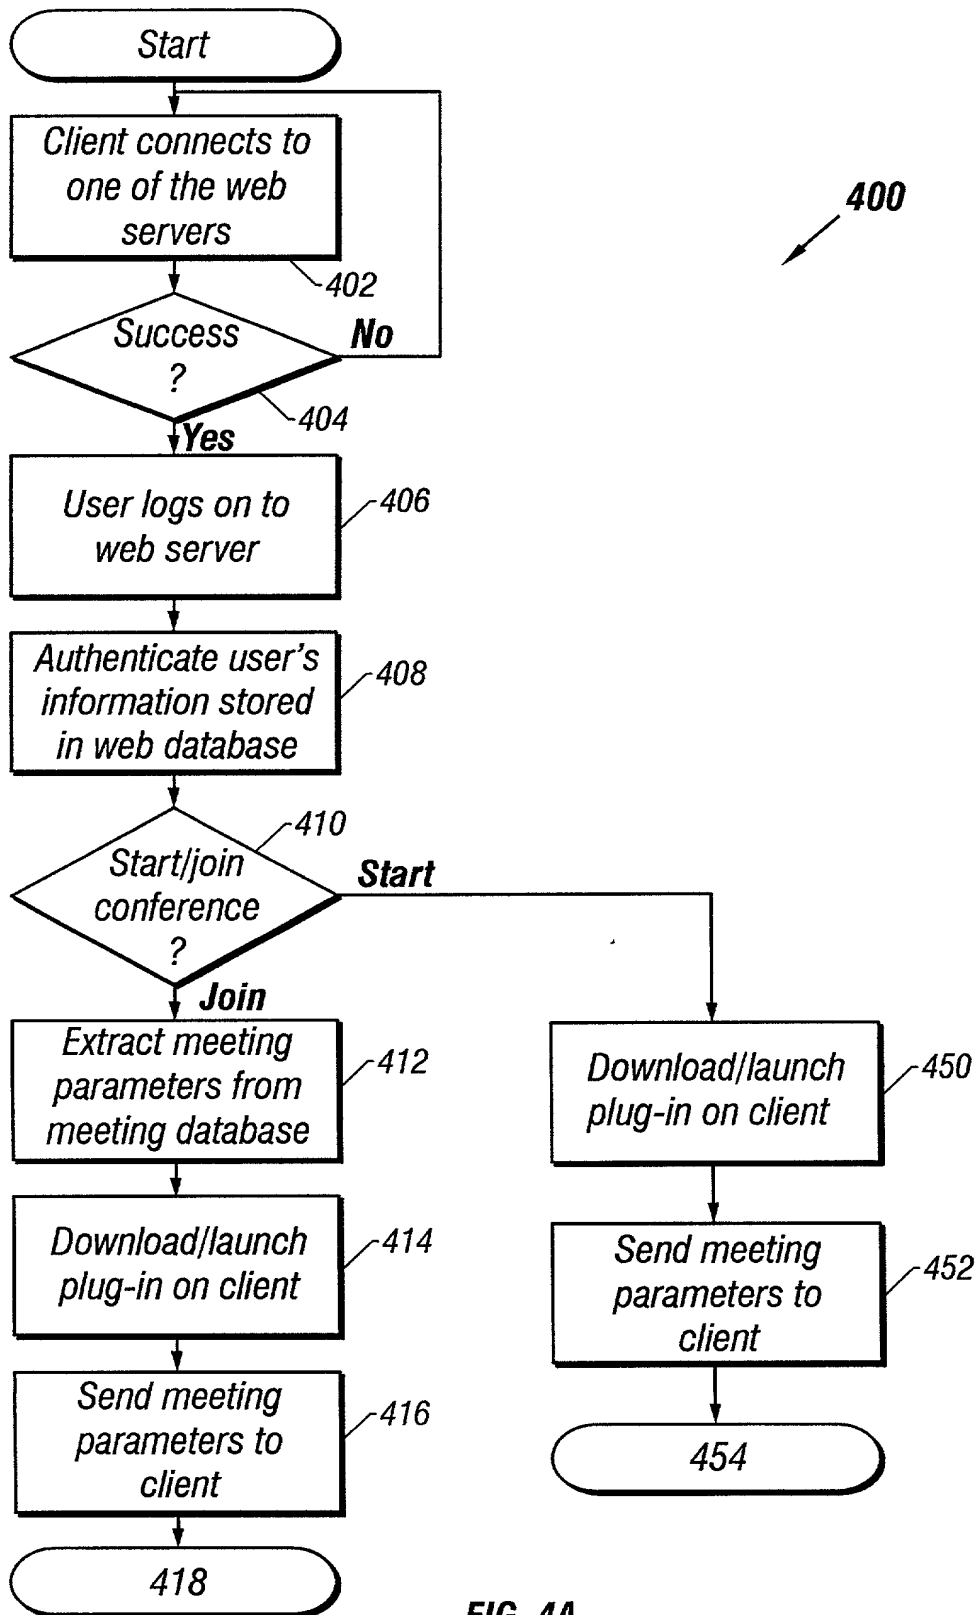 Start
Client connects to
one of the web
servers
402
400
Success
?
No
404
Yes
User logs on to
web server
406
Authenticate user's
information stored
in web database
408
410
Start/join
conference
?
Start
Join
Extract meeting
parameters from
meeting database
412
Download/launch
plug-in on client
414
Send meeting
parameters to
client
416
418
Download/launch
plug-in on client
450
Send meeting
parameters to
client
452
454
FIG. 4A